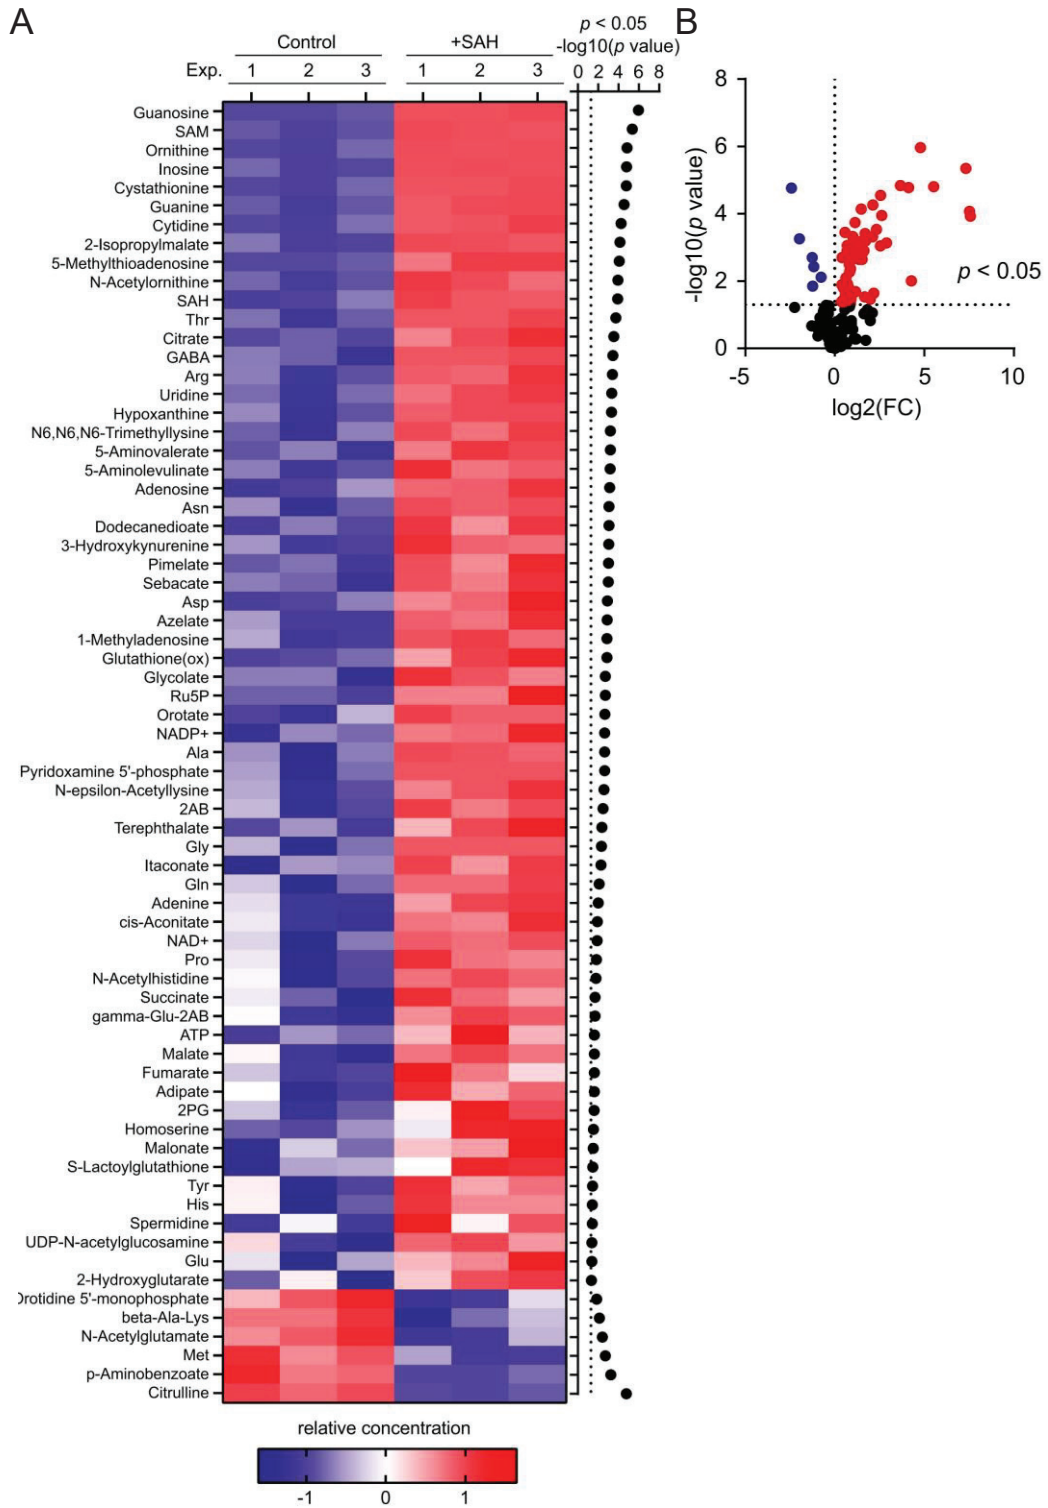 A
p < 0.05
B
Control
+SAH
-log10(p value)
Exp.
1 2 3 1 2 3
0 2 4 6 8
Guanosine
SAM
Ornithine
Inosine
Cystathionine
Guanine
Cytidine
2-Isopropylmalate
5-Methylthioadenosine
N-Acetylornithine
SAH
Thr
Citrate
GABA
Arg
Uridine
Hypoxanthine
N6,N6,N6-Trimethyllysine
5-Aminovalerate
5-Aminolevulinate
Adenosine
Asn
Dodecanedioate
3-Hydroxykynurenine
Pimelate
Sebacate
Asp
Azelate
1-Methyladenosine
Glutathione(ox)
Glycolate
Ru5P
Orotate
NADP+
Ala
Pyridoxamine 5'-phosphate
N-epsilon-Acetyllysine
2AB
Terephthalate
Gly
Itaconate
Gln
Adenine
cis-Aconitate
NAD+
Pro
N-Acetylhistidine
Succinate
gamma-Glu-2AB
ATP
Malate
Fumarate
Adipate
2PG
Homoserine
Malonate
S-Lactoylglutathione
Tyr
His
Spermidine
UDP-N-acetylglucosamine
Glu
2-Hydroxyglutarate
Orotidine 5'-monophosphate
beta-Ala-Lys
N-Acetylglutamate
Met
p-Aminobenzoate
Citrulline
relative concentration
-1 0 1
8
6
4
2
0
-log10(p value)
p < 0.05
-5 0 5 10
log2(FC)